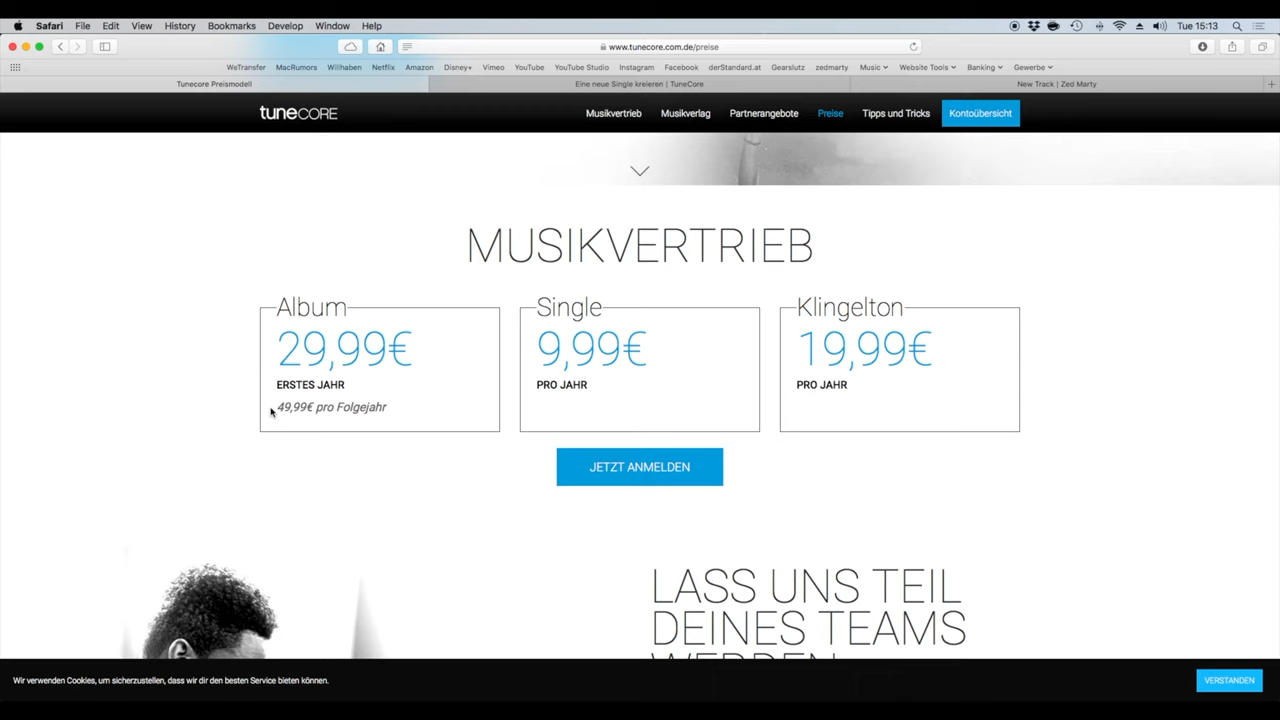 Safari File Edit View History Bookmarks Develop Window Help Tue 15:13
www.tunecore.com.de/preise
WeTransfer MacRumors Willhaben Netflix Amazon Disney+ Vimeo YouTube YouTube Studio Instagram Facebook derStandard.at Gearslutz zedmarty Music Website Tools Banking Gewerbe
Tunecore Preismodell Eine neue Single kreieren | TuneCore New Track | Zed Marty
tuneCORE Musikvertrieb Musikverlag Partnerangebote Preise Tipps und Tricks Kontoübersicht
MUSIKVERTRIEB
Album
29,99€
ERSTES JAHR
49,99€ pro Folgejahr
Single
9,99€
PRO JAHR
Klingelton
19,99€
PRO JAHR
JETZT ANMELDEN
LASS UNS TEIL
DEINES TEAMS
WERDEN
Wir verwenden Cookies, um sicherzustellen, dass wir dir den besten Service bieten können.
VERSTANDEN